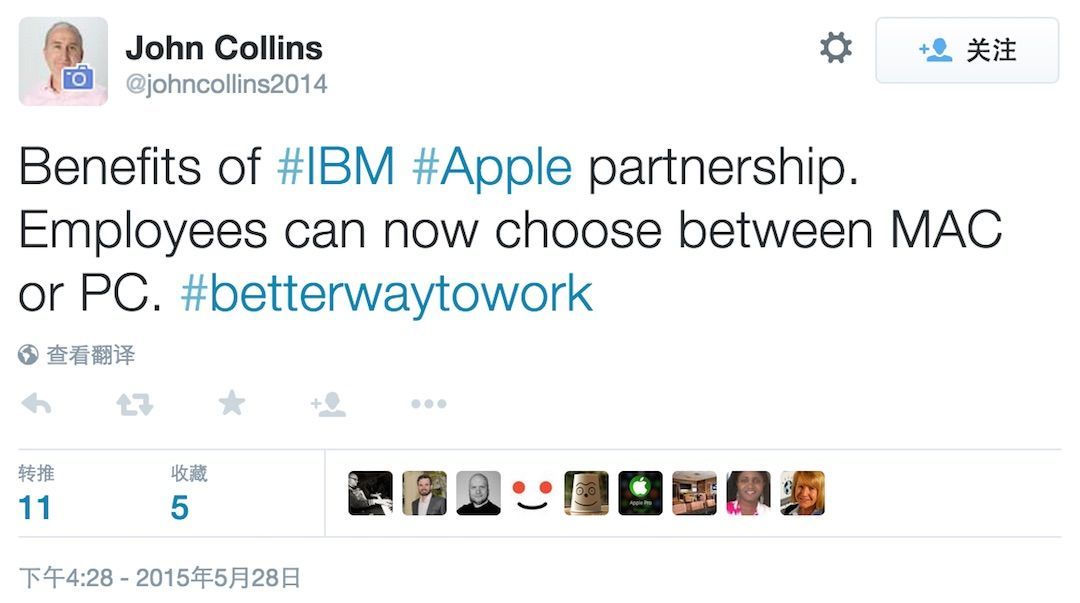 John Collins
@johncollins2014
关注
Benefits of #IBM #Apple partnership.
Employees can now choose between MAC
or PC. #betterwaytowork
查看翻译
转推
收藏
11
5
Apple Pro
下午4:28 - 2015年5月28日